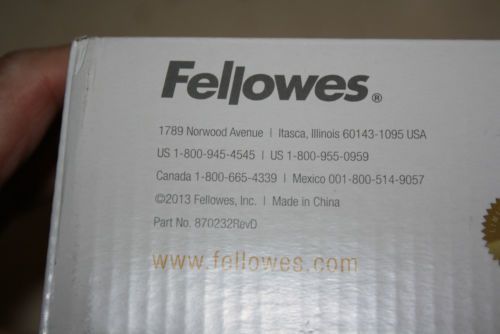 Fellowes®
1789 Norwood Avenue | Itasca, Illinois 60143-1095 USA
US 1-800-945-4545 | US 1-800-955-0959
Canada 1-800-665-4339 | Mexico 001-800-514-9057
©2013 Fellowes, Inc. | Made in China
Part No. 870232RevD
www.fellowes.com